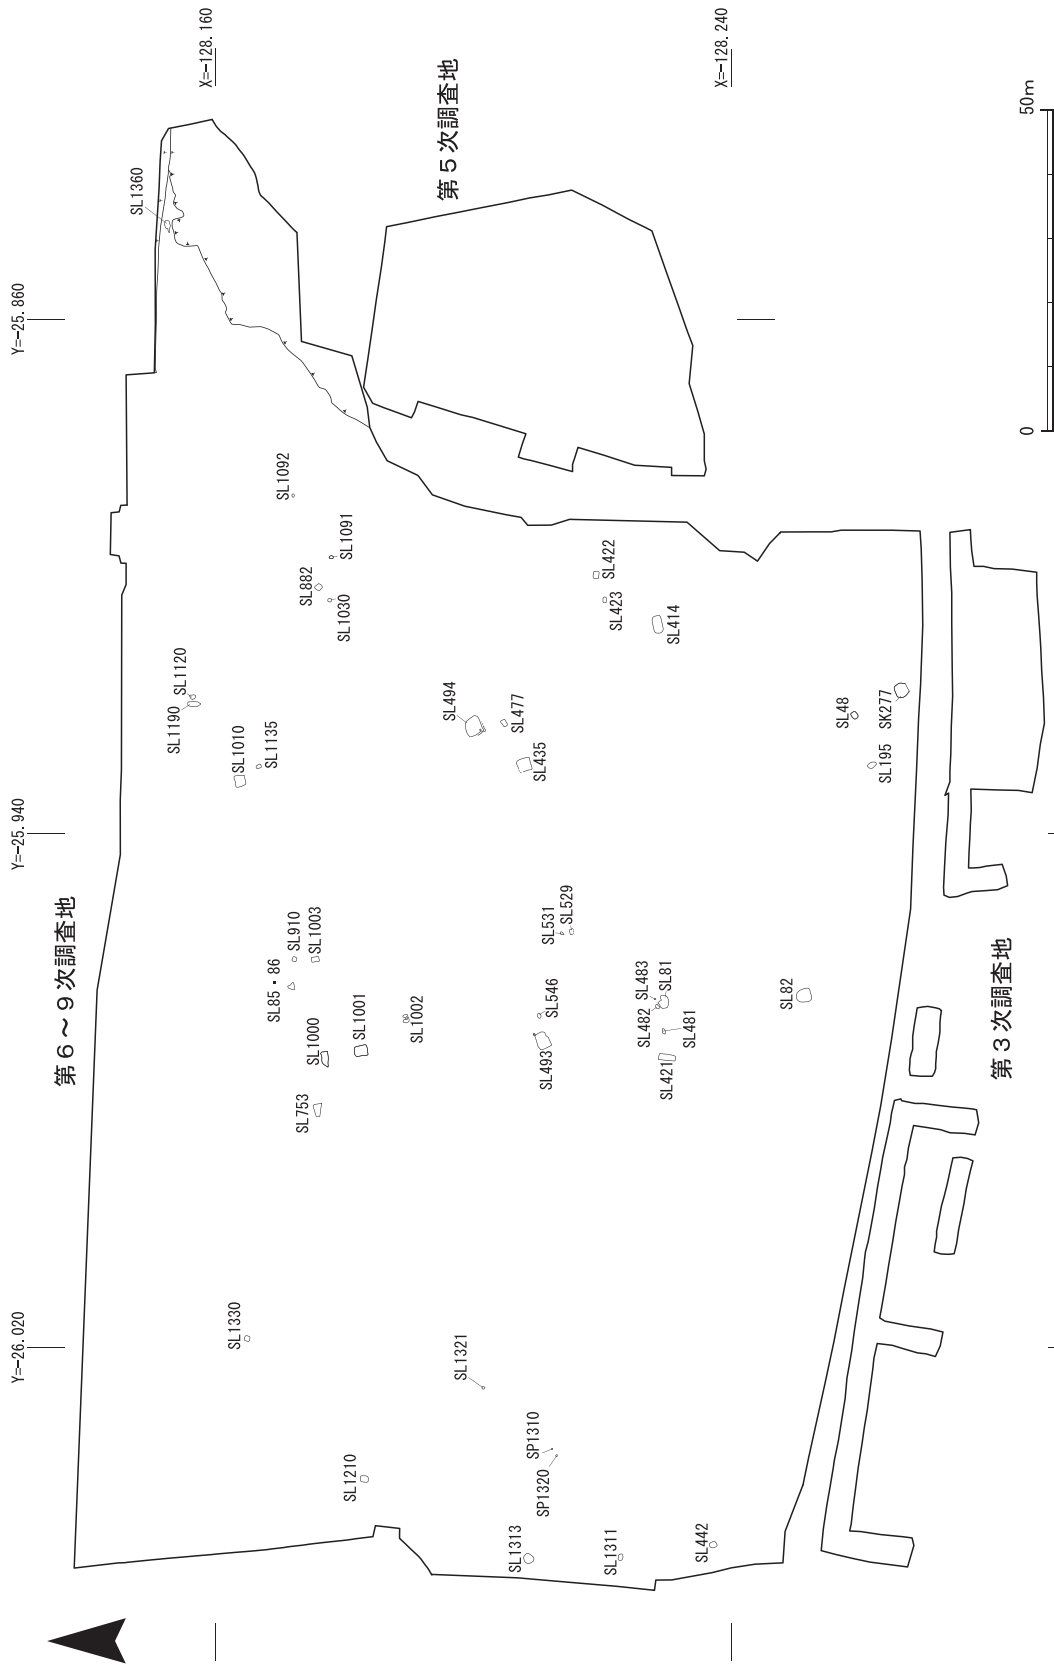 Y=-26.020
Y=-25.940
Y=-25.860
第6～9次調査地
X=-128.160
SL1360
SL1190
SL1120
SL1010
SL1135
SL1330
SL85・86
SL910
SL1003
SL1092
SL753
SL1000
SL882
SL1030
SL1091
SL1001
SL1210
SL1002
第5次調査地
SL494
SL477
SL435
SL1321
SL1313
SP1320
SP1310
SL493
SL546
SL531
SL529
SL423
SL422
SL1311
SL414
SL421
SL482
SL483
SL81
SL481
SL442
X=-128.240
SL82
SL48
SL195
SK277
第3次調査地
0
50m